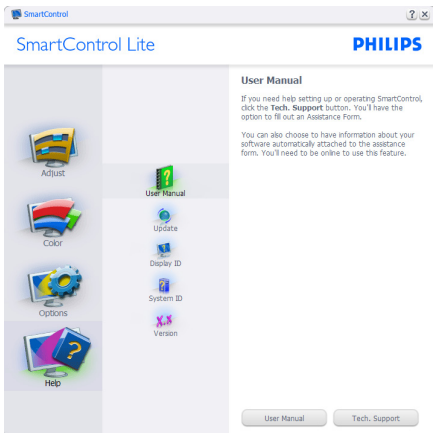 SmartControl
SmartControl Lite
PHILIPS
Adjust
Color
Options
Help
User Manual
Update
Display ID
System ID
X.X
Version
User Manual
If you need help setting up or operating SmartControl,
click the Tech. Support button. You'll have the
option to fill out an Assistance Form.
You can also choose to have information about your
software automatically attached to the assistance
form. You'll need to be online to use this feature.
User Manual
Tech. Support